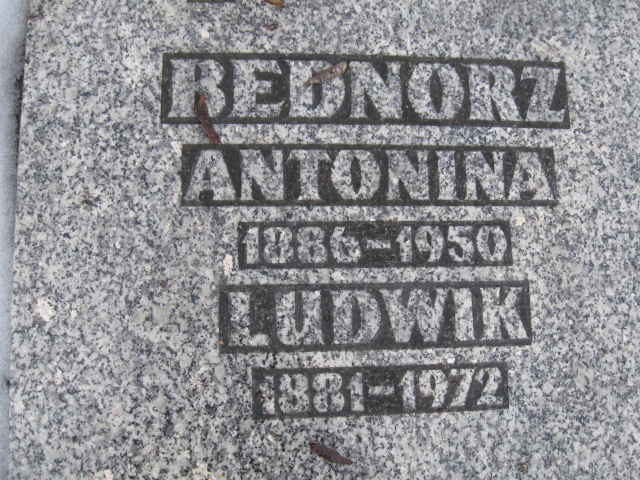 BEDNORZ
ANTONINA
1886-1950
LUDWIK
1881-1972